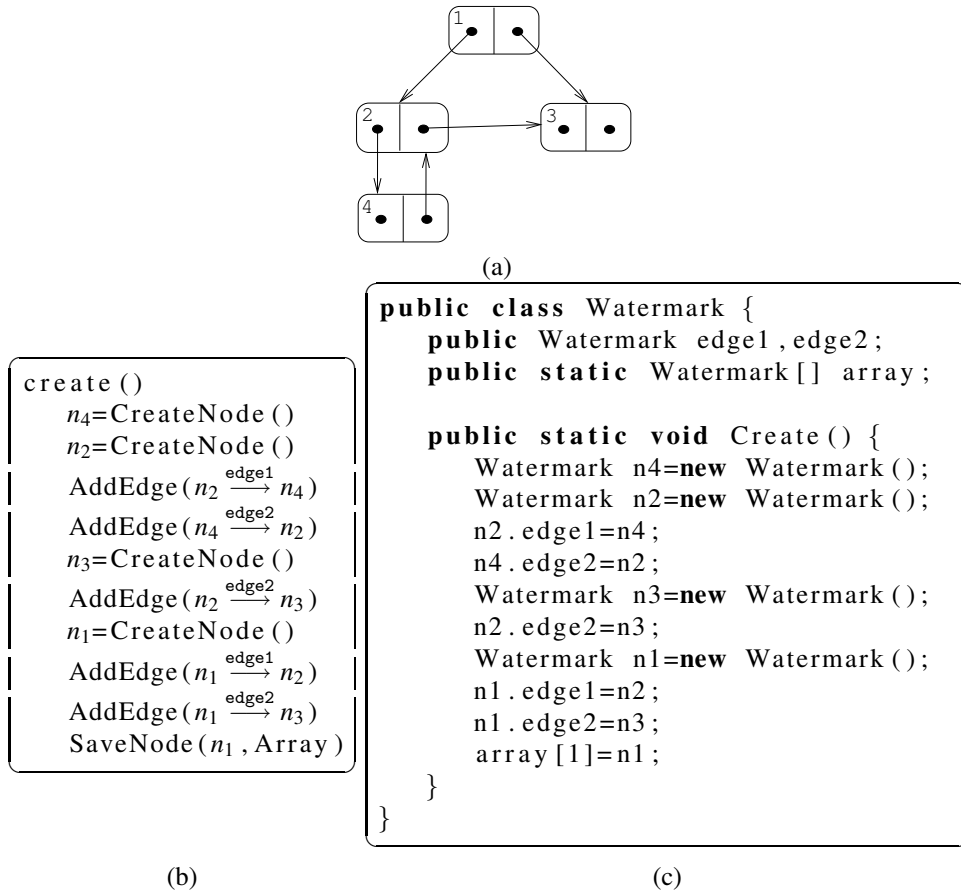 1
2
3
4
(a)
create()
n4=CreateNode()
n2=CreateNode()
AddEdge(n2 edge1⟶ n4)
AddEdge(n4 edge2⟶ n2)
n3=CreateNode()
AddEdge(n2 edge2⟶ n3)
n1=CreateNode()
AddEdge(n1 edge1⟶ n2)
AddEdge(n1 edge2⟶ n3)
SaveNode(n1,Array)
(b)
public class Watermark {
public Watermark edge1,edge2;
public static Watermark[] array;
public static void Create() {
Watermark n4=new Watermark();
Watermark n2=new Watermark();
n2.edge1=n4;
n4.edge2=n2;
Watermark n3=new Watermark();
n2.edge2=n3;
Watermark n1=new Watermark();
n1.edge1=n2;
n1.edge2=n3;
array[1]=n1;
}
}
(c)